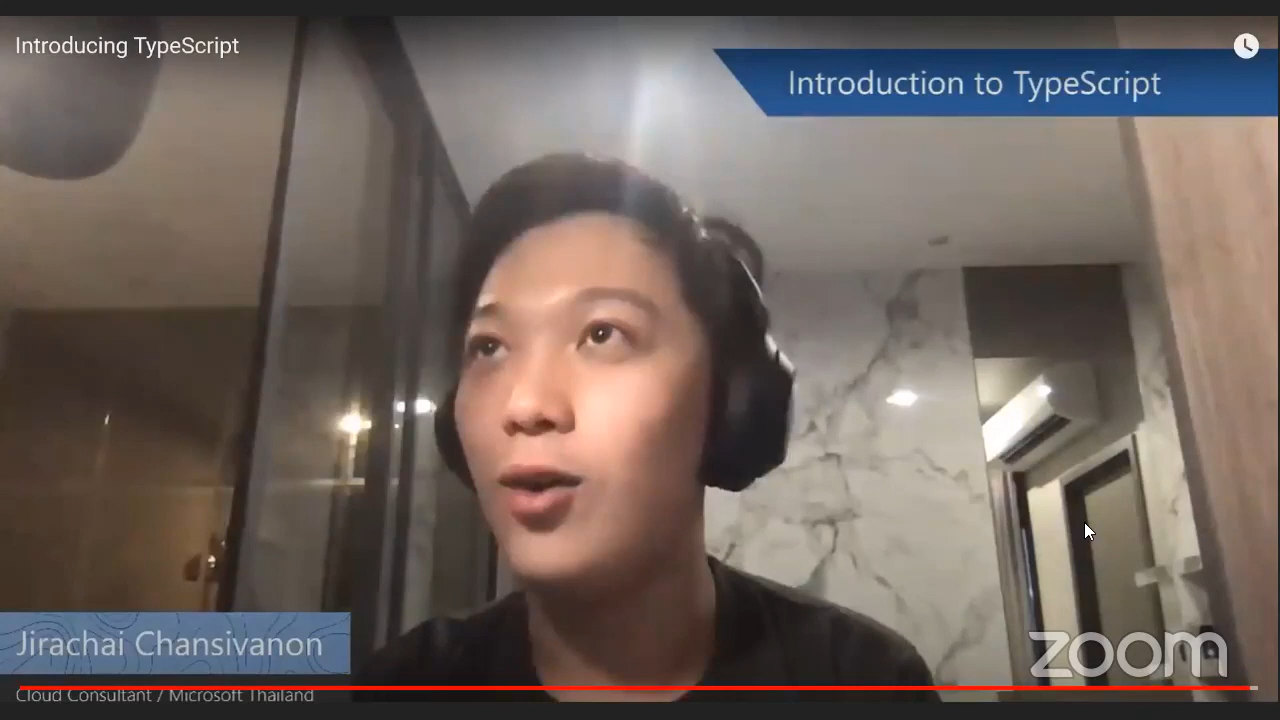 Introducing TypeScript
Introduction to TypeScript
Jirachai Chansivanon
Cloud Consultant / Microsoft Thailand
zoom